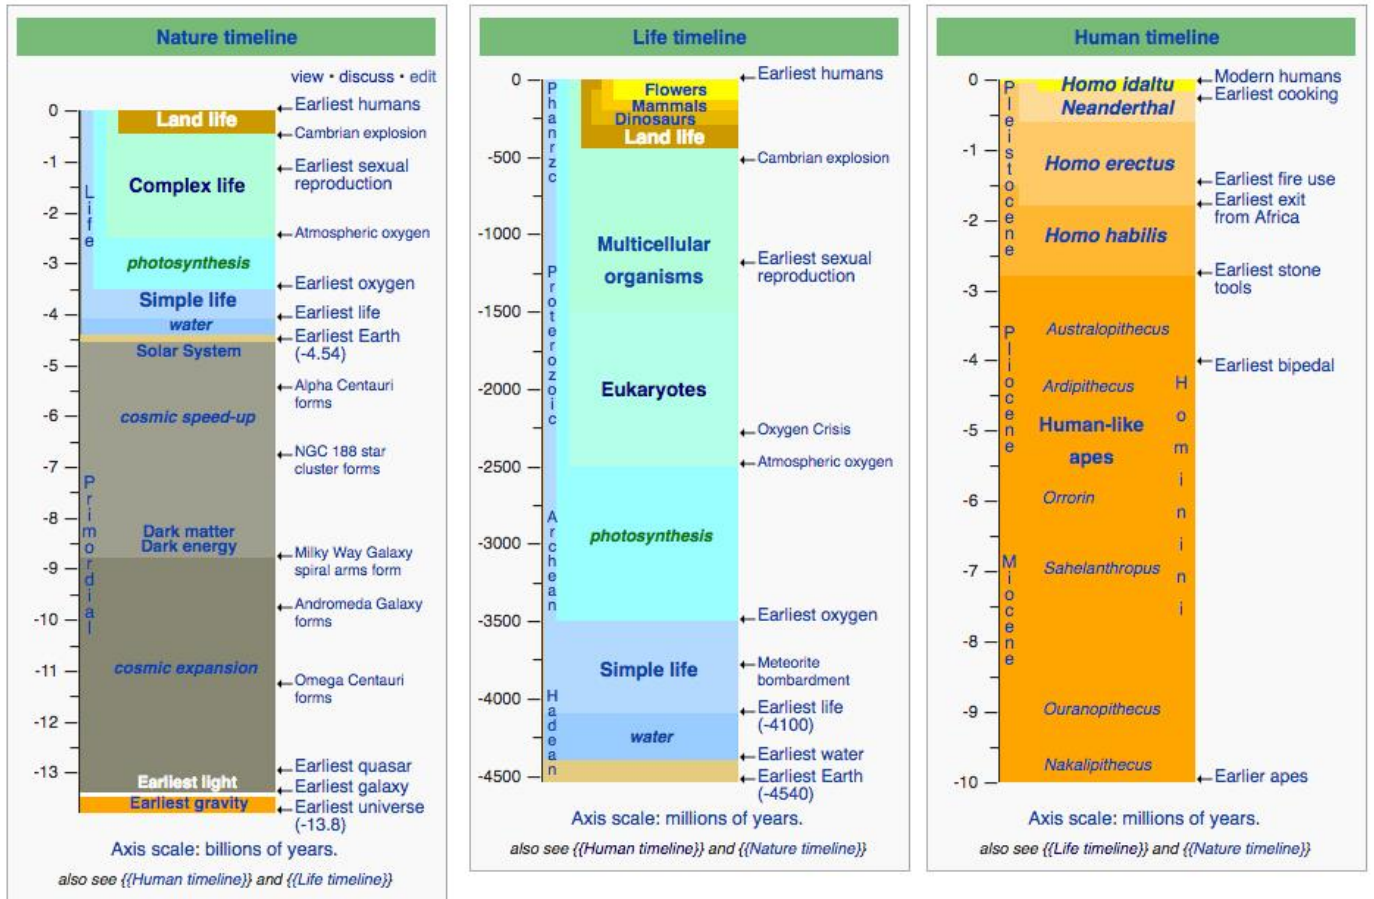 Nature timeline
view • discuss • edit
0
Earliest humans
Land life
Cambrian explosion
-1
Earliest sexual
reproduction
Complex life
Life
-2
Atmospheric oxygen
-3
photosynthesis
Earliest oxygen
Simple life
-4
Earliest life
water
Earliest Earth
(-4.54)
Solar System
-5
Alpha Centauri
forms
-6
cosmic speed-up
NGC 188 star
cluster forms
-7
Primordial
-8
Dark matter
Dark energy
Milky Way Galaxy
spiral arms form
-9
Andromeda Galaxy
forms
-10
-11
cosmic expansion
Omega Centauri
forms
-12
-13
Earliest quasar
Earliest light
Earliest galaxy
Earliest gravity
Earliest universe
(-13.8)
Axis scale: billions of years.
also see {{Human timeline}} and {{Life timeline}}
Life timeline
0
Earliest humans
Phanrzc
Flowers
Mammals
Dinosaurs
Land life
-500
Cambrian explosion
-1000
Multicellular
organisms
Earliest sexual
reproduction
Proterozoic
-1500
-2000
Eukaryotes
Oxygen Crisis
-2500
Atmospheric oxygen
Archean
photosynthesis
-3000
-3500
Earliest oxygen
Simple life
Meteorite
bombardment
-4000
Hadean
Earliest life
(-4100)
water
Earliest water
-4500
Earliest Earth
(-4540)
Axis scale: millions of years.
also see {{Human timeline}} and {{Nature timeline}}
Human timeline
0
Modern humans
Homo idaltu
Earliest cooking
Neanderthal
Pleistocene
-1
Homo erectus
Earliest fire use
Earliest exit
from Africa
-2
Homo habilis
Earliest stone
tools
-3
Pliocene
Australopithecus
-4
Earliest bipedal
Ardipithecus
Hominini
-5
Human-like
apes
-6
Orrorin
-7
Miocene
Sahelanthropus
-8
-9
Ouranopithecus
Nakalipithecus
-10
Earlier apes
Axis scale: millions of years.
also see {{Life timeline}} and {{Nature timeline}}